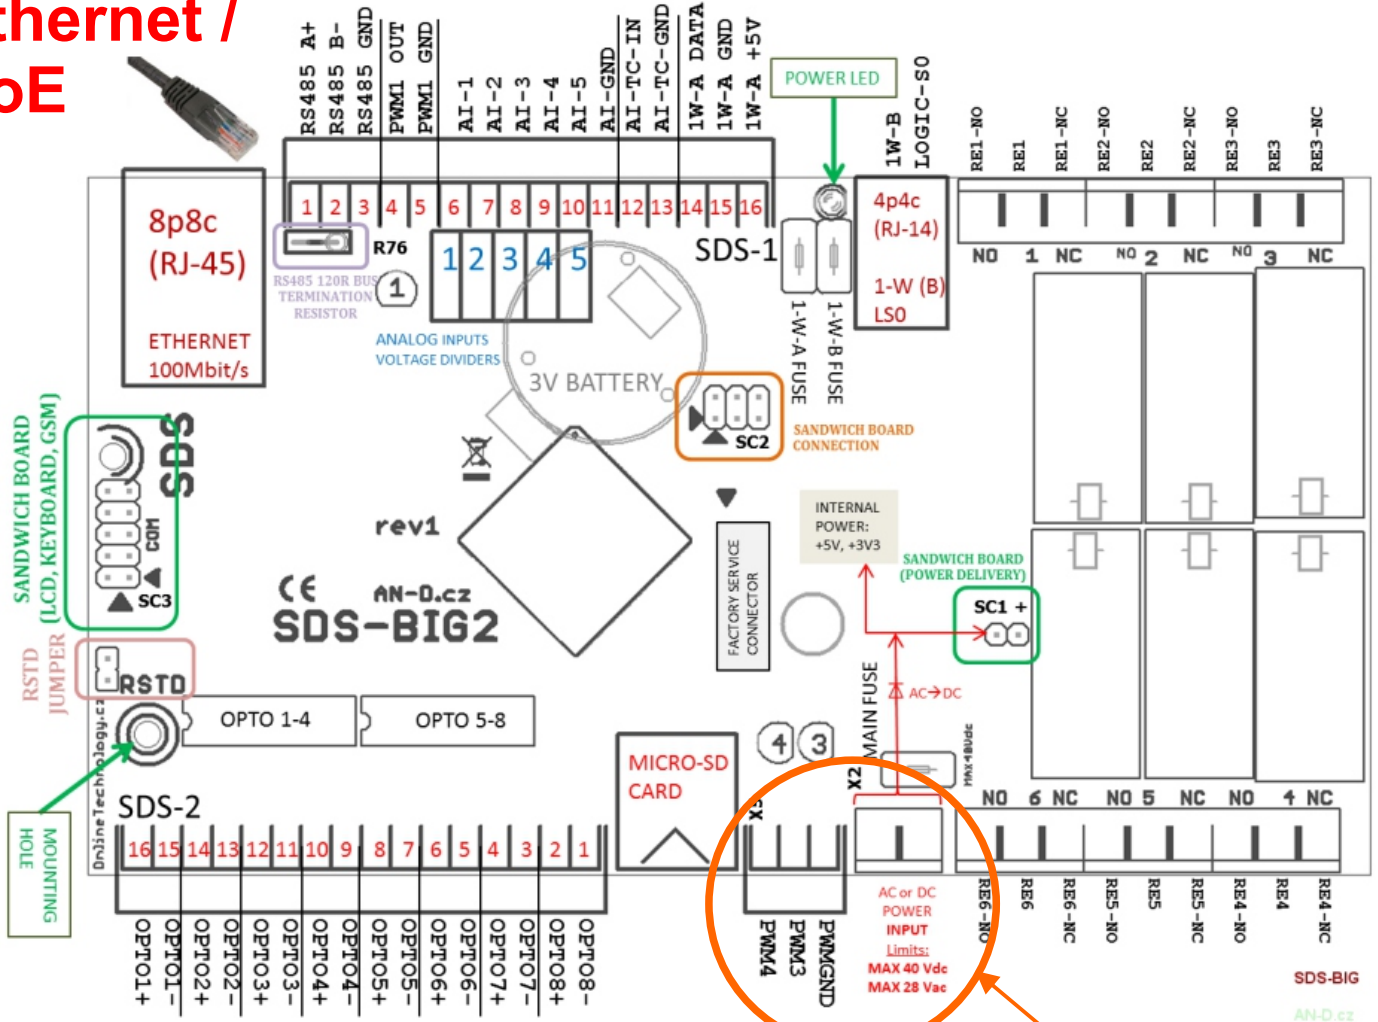 thernet /
oE
RS485 A+
RS485 B-
RS485 GND
PWM1 OUT
PWM1 GND
AI-1
AI-2
AI-3
AI-4
AI-5
AI-GND
AI-TC-IN
AI-TC-GND
1W-A DATA
1W-A GND
1W-A +5V
POWER LED
1W-B
LOGIC-S0
RE1-NO
RE1
RE1-NC
RE2-NO
RE2
RE2-NC
RE3-NO
RE3
RE3-NC
8p8c
(RJ-45)
ETHERNET
100Mbit/s
1 2 3 4 5 6 7 8 9 10 11 12 13 14 15 16
R76
SDS-1
RS485 120R BUS
TERMINATION
RESISTOR
1
1 2 3 4 5
ANALOG INPUTS
VOLTAGE DIVIDERS
3V BATTERY
4p4c
(RJ-14)
1-W (B)
LS0
1-W-A FUSE
1-W-B FUSE
NO 1 NC NO 2 NC NO 3 NC
SC2
SANDWICH BOARD
CONNECTION
SANDWICH BOARD
(LCD, KEYBOARD, GSM)
SDS
COM
SC3
rev1
CE
AN-D.cz
SDS-BIG2
FACTORY SERVICE
CONNECTOR
INTERNAL
POWER:
+5V, +3V3
SANDWICH BOARD
(POWER DELIVERY)
SC1 +
AC→DC
MAIN FUSE
MAX48Vdc
X2
RSTD
JUMPER
RSTD
OnlineTechnology.cz
OPTO 1-4
OPTO 5-8
MICRO-SD
CARD
4 3
X5
SDS-2
16 15 14 13 12 11 10 9 8 7 6 5 4 3 2 1
MOUNTING
HOLE
NO 6 NC NO 5 NC NO 4 NC
OPTO1+
OPTO1-
OPTO2+
OPTO2-
OPTO3+
OPTO3-
OPTO4+
OPTO4-
OPTO5+
OPTO5-
OPTO6+
OPTO6-
OPTO7+
OPTO7-
OPTO8+
OPTO8-
PWM4
PWM3
PWMGND
AC or DC
POWER
INPUT
Limits:
MAX 40 Vdc
MAX 28 Vac
RE6-NO
RE6
RE6-NC
RE5-NO
RE5
RE5-NC
RE4-NO
RE4
RE4-NC
SDS-BIG
AN-D.cz